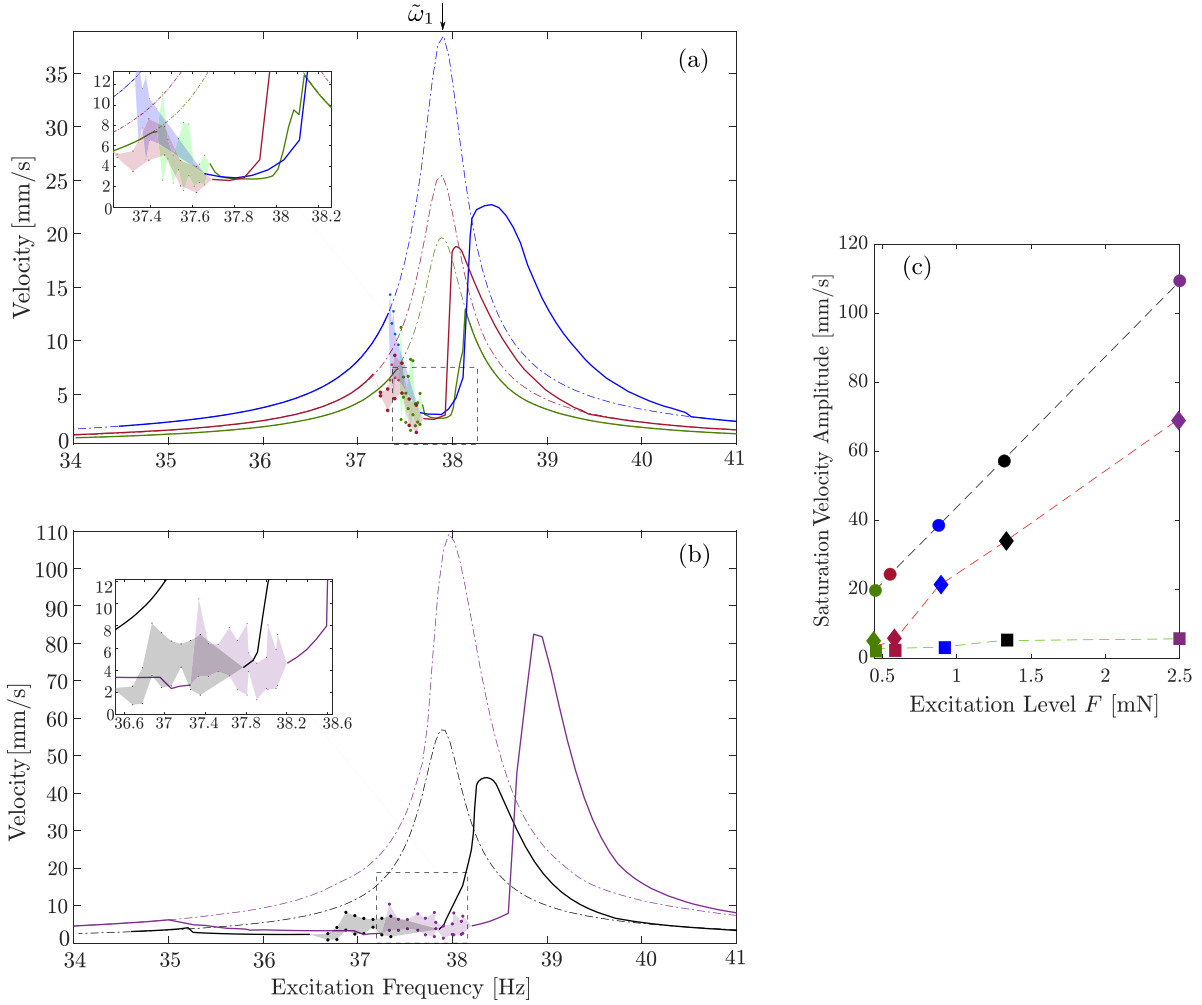 ω̃₁
(a)
Velocity [mm/s]
35
30
25
20
15
10
5
0
34 35 36 37 38 39 40 41
12
10
8
6
4
2
0
37.4 37.6 37.8 38 38.2
(b)
Velocity [mm/s]
110
100
90
80
70
60
50
40
30
20
10
0
34 35 36 37 38 39 40 41
Excitation Frequency [Hz]
12
10
8
6
4
2
0
36.6 37 37.4 37.8 38.2 38.6
(c)
Saturation Velocity Amplitude [mm/s]
120
100
80
60
40
20
0
0.5 1 1.5 2 2.5
Excitation Level F [mN]